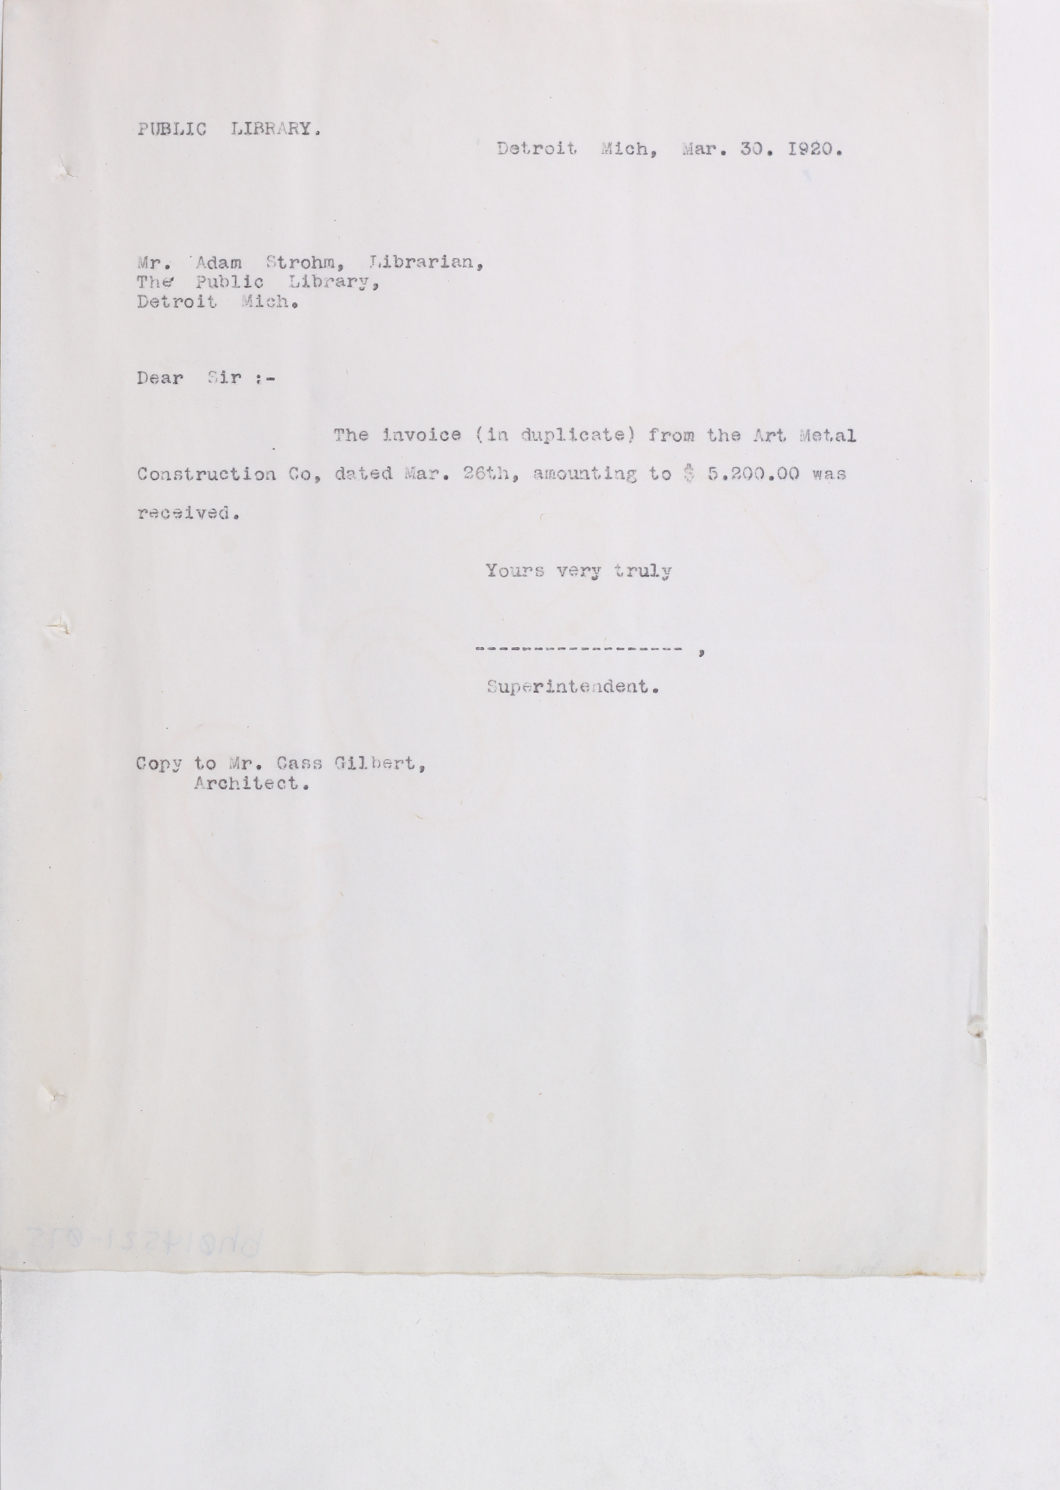 PUBLIC LIBRARY.
Detroit Mich, Mar. 30. I920.
Mr. Adam Strohm, Librarian,
The Public Library,
Detroit Mich.
Dear Sir :-
The invoice (in duplicate) from the Art Metal
Construction Co, dated Mar. 26th, amounting to $ 5.200.00 was
received.
Yours very truly
------------------ ,
Superintendent.
Copy to Mr. Cass Gilbert,
Architect.